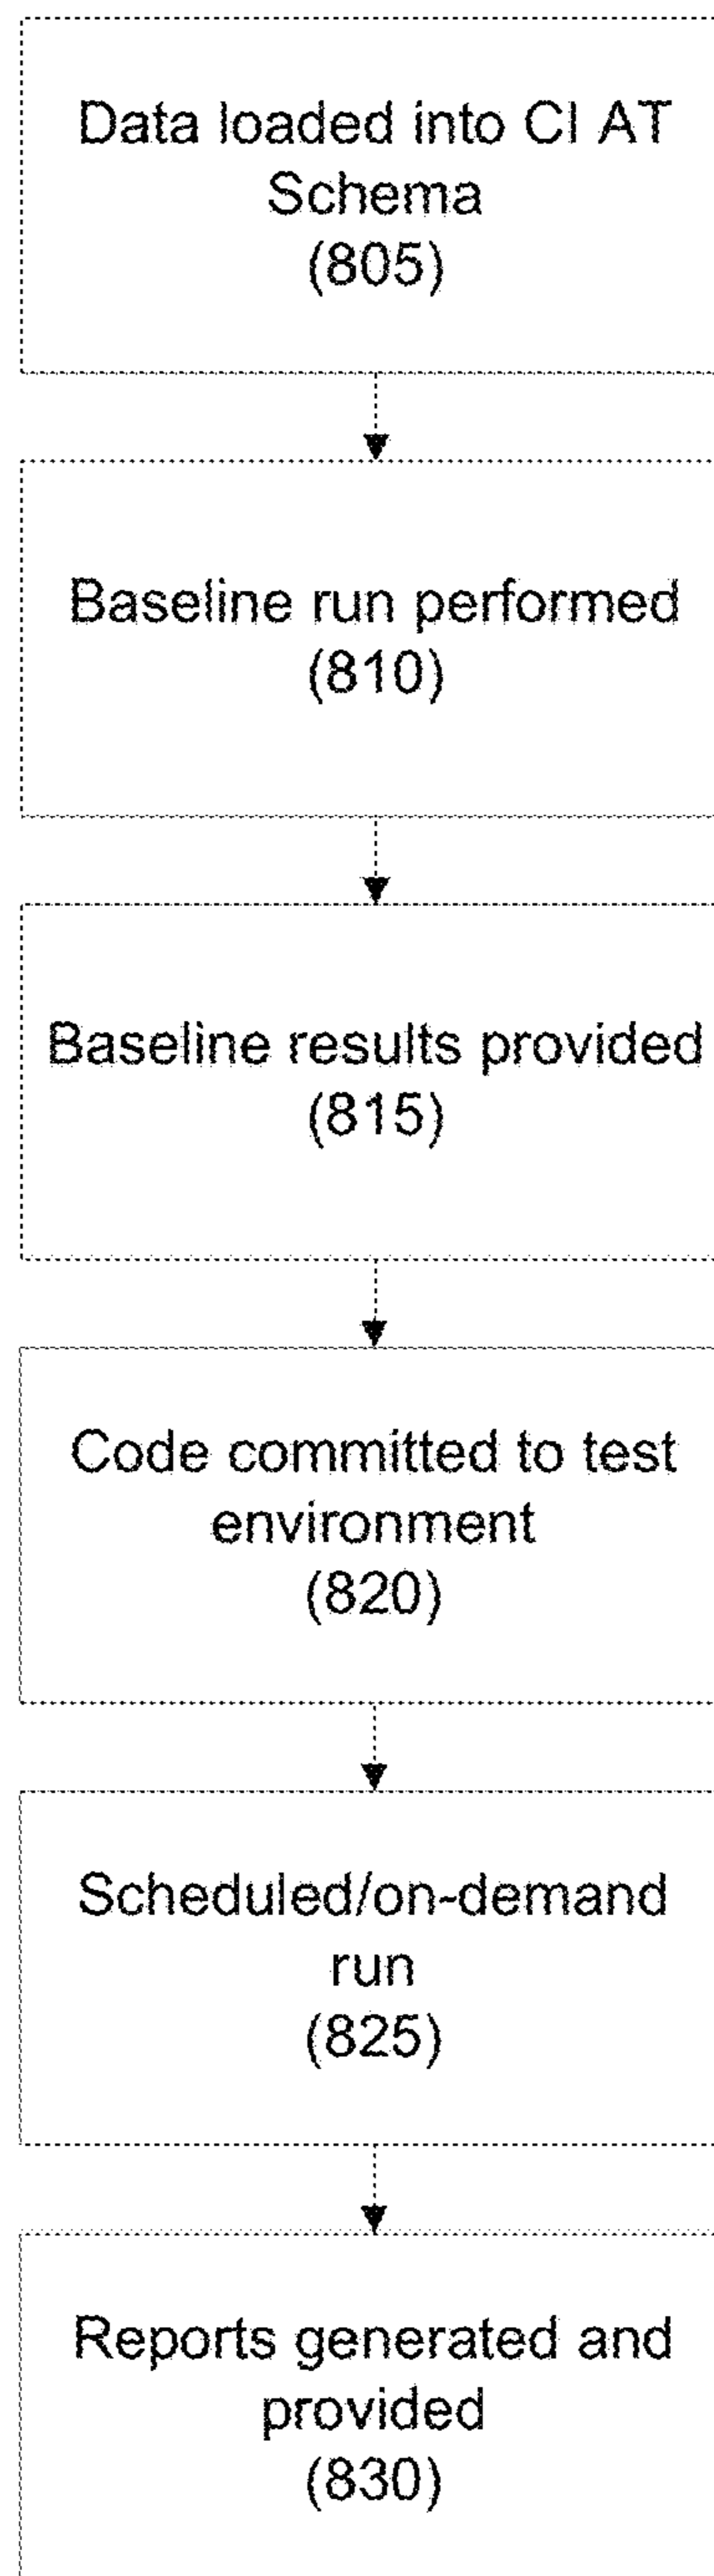 Data loaded into CI AT
Schema
(805)
Baseline run performed
(810)
Baseline results provided
(815)
Code committed to test
environment
(820)
Scheduled/on-demand
run
(825)
Reports generated and
provided
(830)